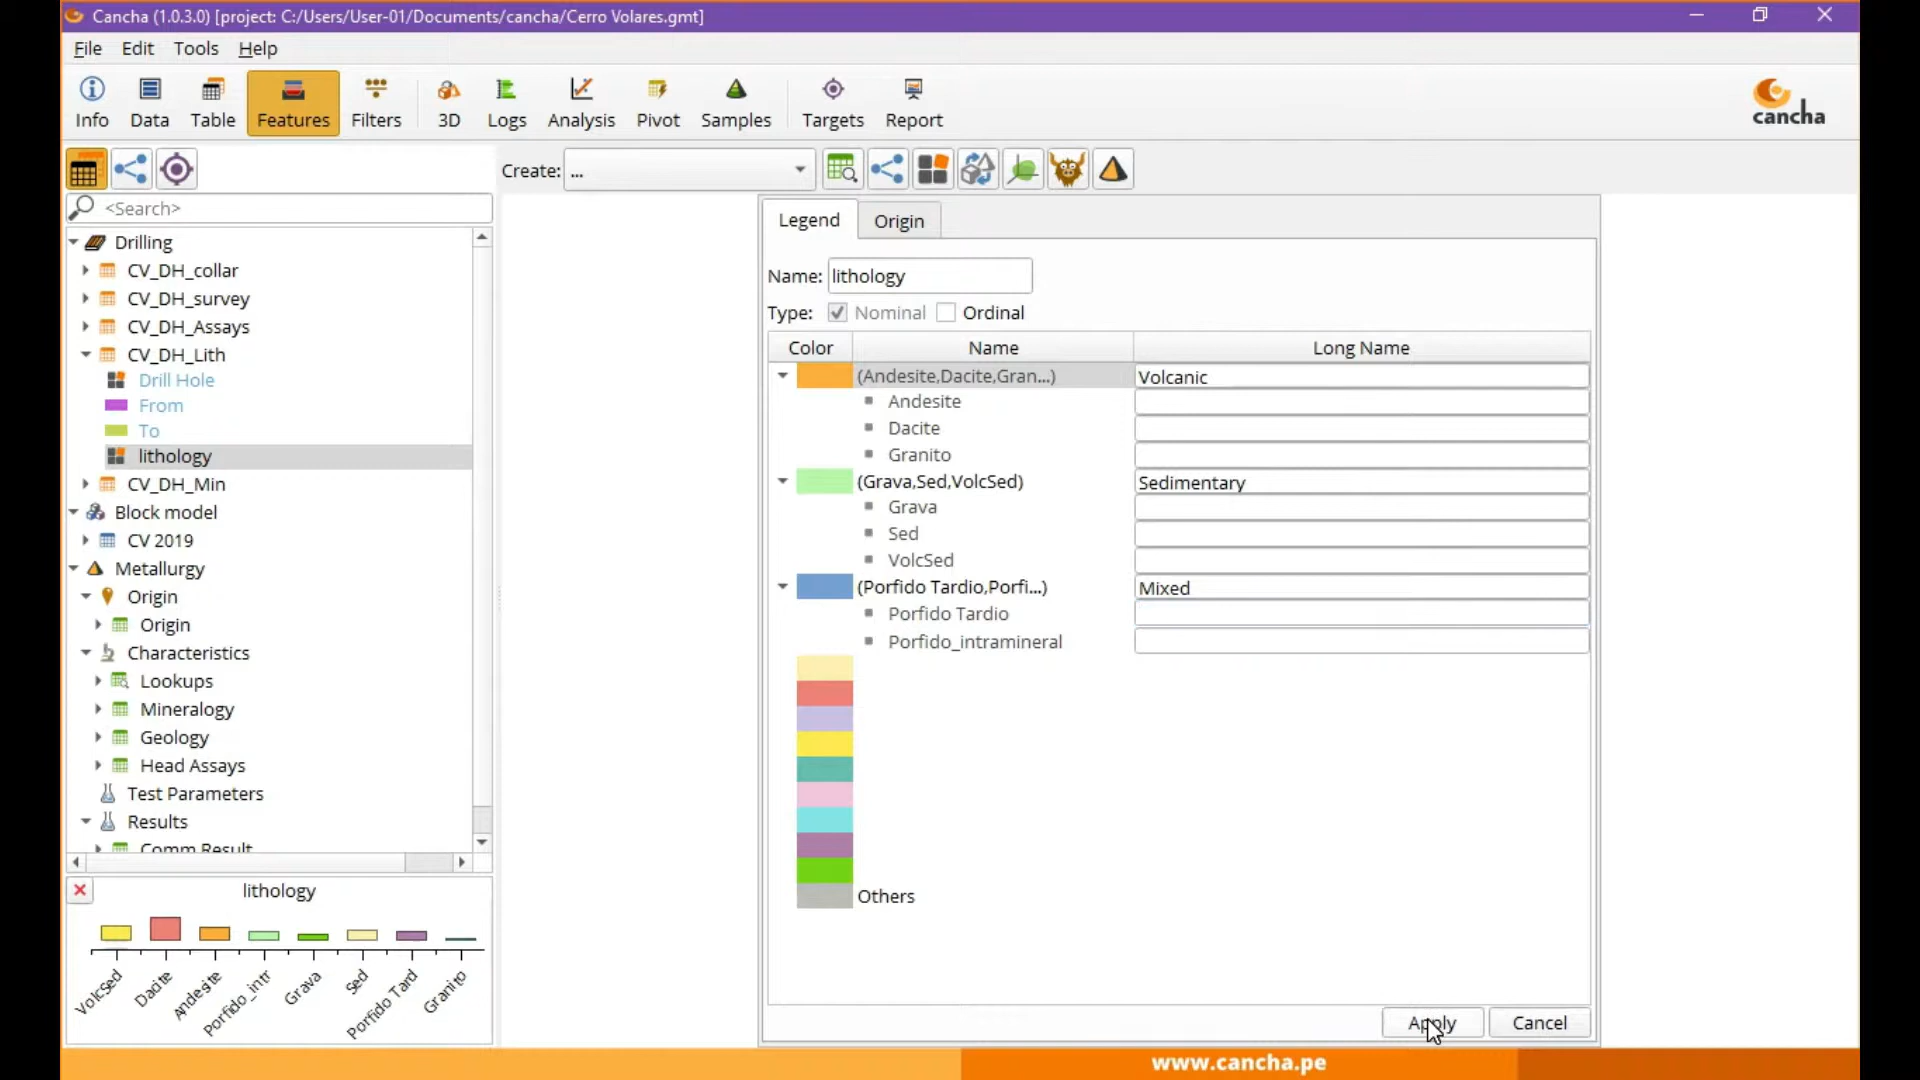 Cancha (1.0.3.0) [project: C:/Users/User-01/Documents/cancha/Cerro Volares.gmt]
File Edit Tools Help
Info Data Table Features Filters 3D Logs Analysis Pivot Samples Targets Report
cancha
Create: ...
<Search>
Drilling
CV_DH_collar
CV_DH_survey
CV_DH_Assays
CV_DH_Lith
Drill Hole
From
To
lithology
CV_DH_Min
Block model
CV 2019
Metallurgy
Origin
Origin
Characteristics
Lookups
Mineralogy
Geology
Head Assays
Test Parameters
Results
Comm Result
lithology
VolcSed Dacite Andesite Porfido_intr Grava Sed Porfido Tard Granito
Legend Origin
Name: lithology
Type: Nominal Ordinal
Color Name Long Name
(Andesite,Dacite,Gran...) Volcanic
Andesite
Dacite
Granito
(Grava,Sed,VolcSed) Sedimentary
Grava
Sed
VolcSed
(Porfido Tardio,Porfi...) Mixed
Porfido Tardio
Porfido_intramineral
Others
Apply Cancel
www.cancha.pe